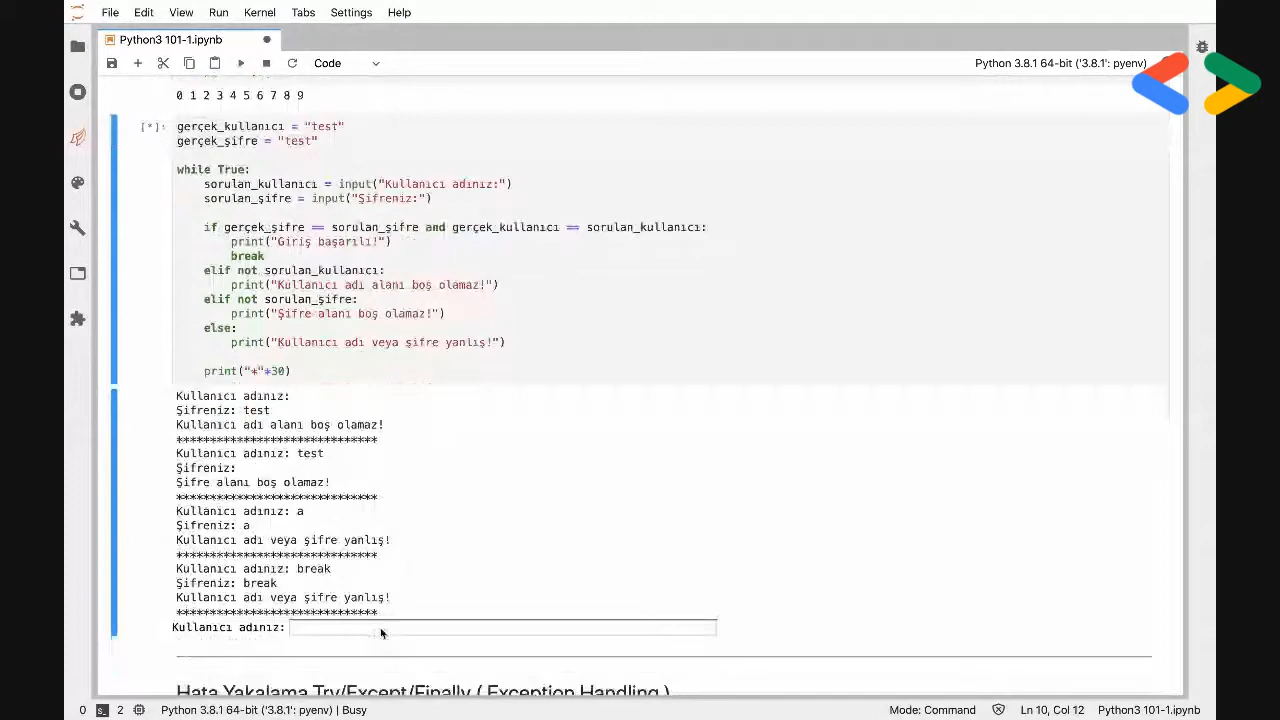 File Edit View Run Kernel Tabs Settings Help
Python3 101-1.ipynb
Code
Python 3.8.1 64-bit ('3.8.1': pyenv)
0 1 2 3 4 5 6 7 8 9
[*]:
gerçek_kullanıcı = "test"
gerçek_şifre = "test"
while True:
sorulan_kullanıcı = input("Kullanıcı adınız:")
sorulan_şifre = input("Şifreniz:")
if gerçek_şifre == sorulan_şifre and gerçek_kullanıcı == sorulan_kullanıcı:
print("Giriş başarılı!")
break
elif not sorulan_kullanıcı:
print("Kullanıcı adı alanı boş olamaz!")
elif not sorulan_şifre:
print("Şifre alanı boş olamaz!")
else:
print("Kullanıcı adı veya şifre yanlış!")
print("*"*30)
Kullanıcı adınız:
Şifreniz: test
Kullanıcı adı alanı boş olamaz!
******************************
Kullanıcı adınız: test
Şifreniz:
Şifre alanı boş olamaz!
******************************
Kullanıcı adınız: a
Şifreniz: a
Kullanıcı adı veya şifre yanlış!
******************************
Kullanıcı adınız: break
Şifreniz: break
Kullanıcı adı veya şifre yanlış!
******************************
Kullanıcı adınız:
Hata Yakalama Try/Except/Finally ( Exception Handling )
0 2 Python 3.8.1 64-bit ('3.8.1': pyenv) | Busy
Mode: Command Ln 10, Col 12 Python3 101-1.ipynb